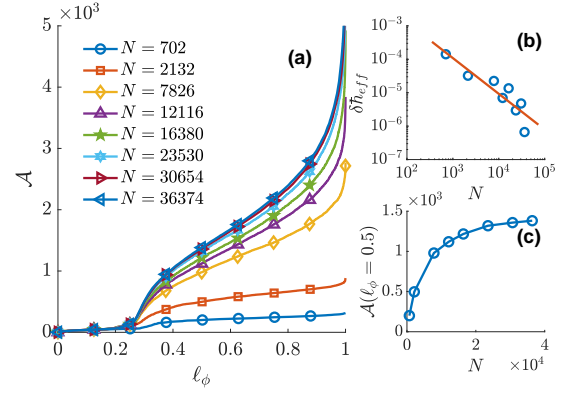 ×10³
5
4
3
2
1
0
𝒜
(a)
N = 702
N = 2132
N = 7826
N = 12116
N = 16380
N = 23530
N = 30654
N = 36374
0 0.2 0.4 0.6 0.8 1
ℓ_ϕ
(b)
10⁻³
10⁻⁴
10⁻⁵
10⁻⁶
10⁻⁷
δℏ_eff
10² 10³ 10⁴ 10⁵
N
×10³
1.5
1
0.5
0
𝒜(ℓ_ϕ = 0.5)
(c)
0 2 4
N ×10⁴